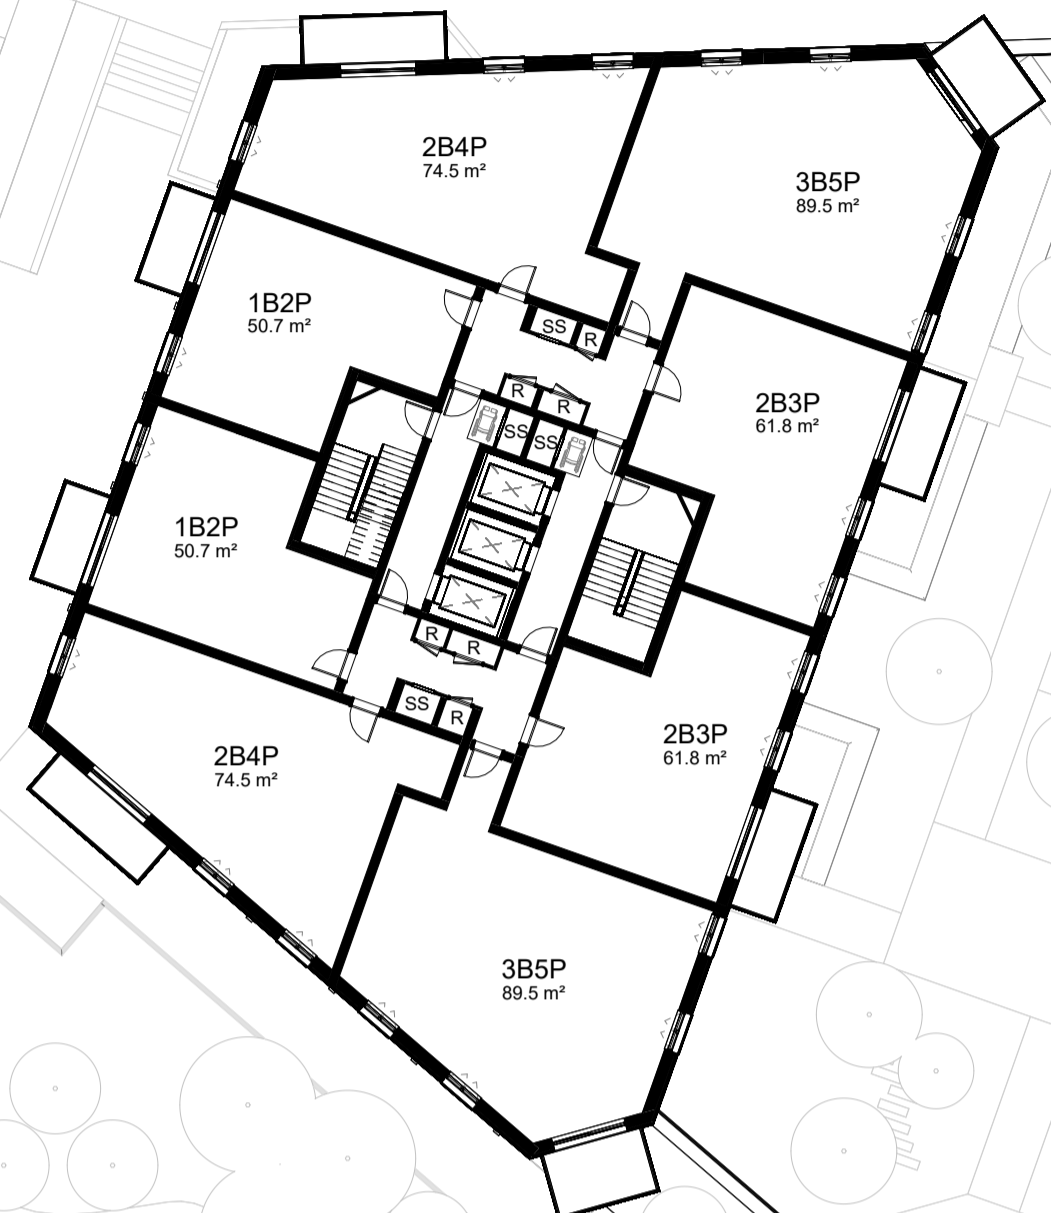 2B4P
74.5 m²
3B5P
89.5 m²
1B2P
50.7 m²
SS
R
R
R
2B3P
61.8 m²
SS
SS
1B2P
50.7 m²
R
R
SS
R
2B4P
74.5 m²
2B3P
61.8 m²
3B5P
89.5 m²